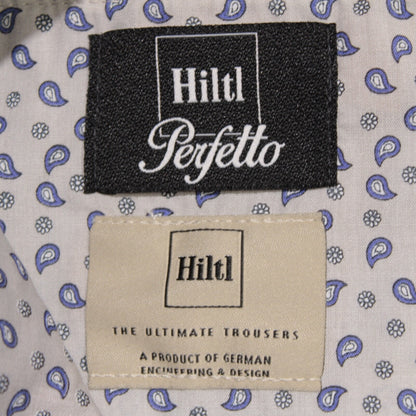 Hiltl
Perfetto
Hiltl
THE ULTIMATE TROUSERS
A PRODUCT OF GERMAN
ENGINEERING & DESIGN